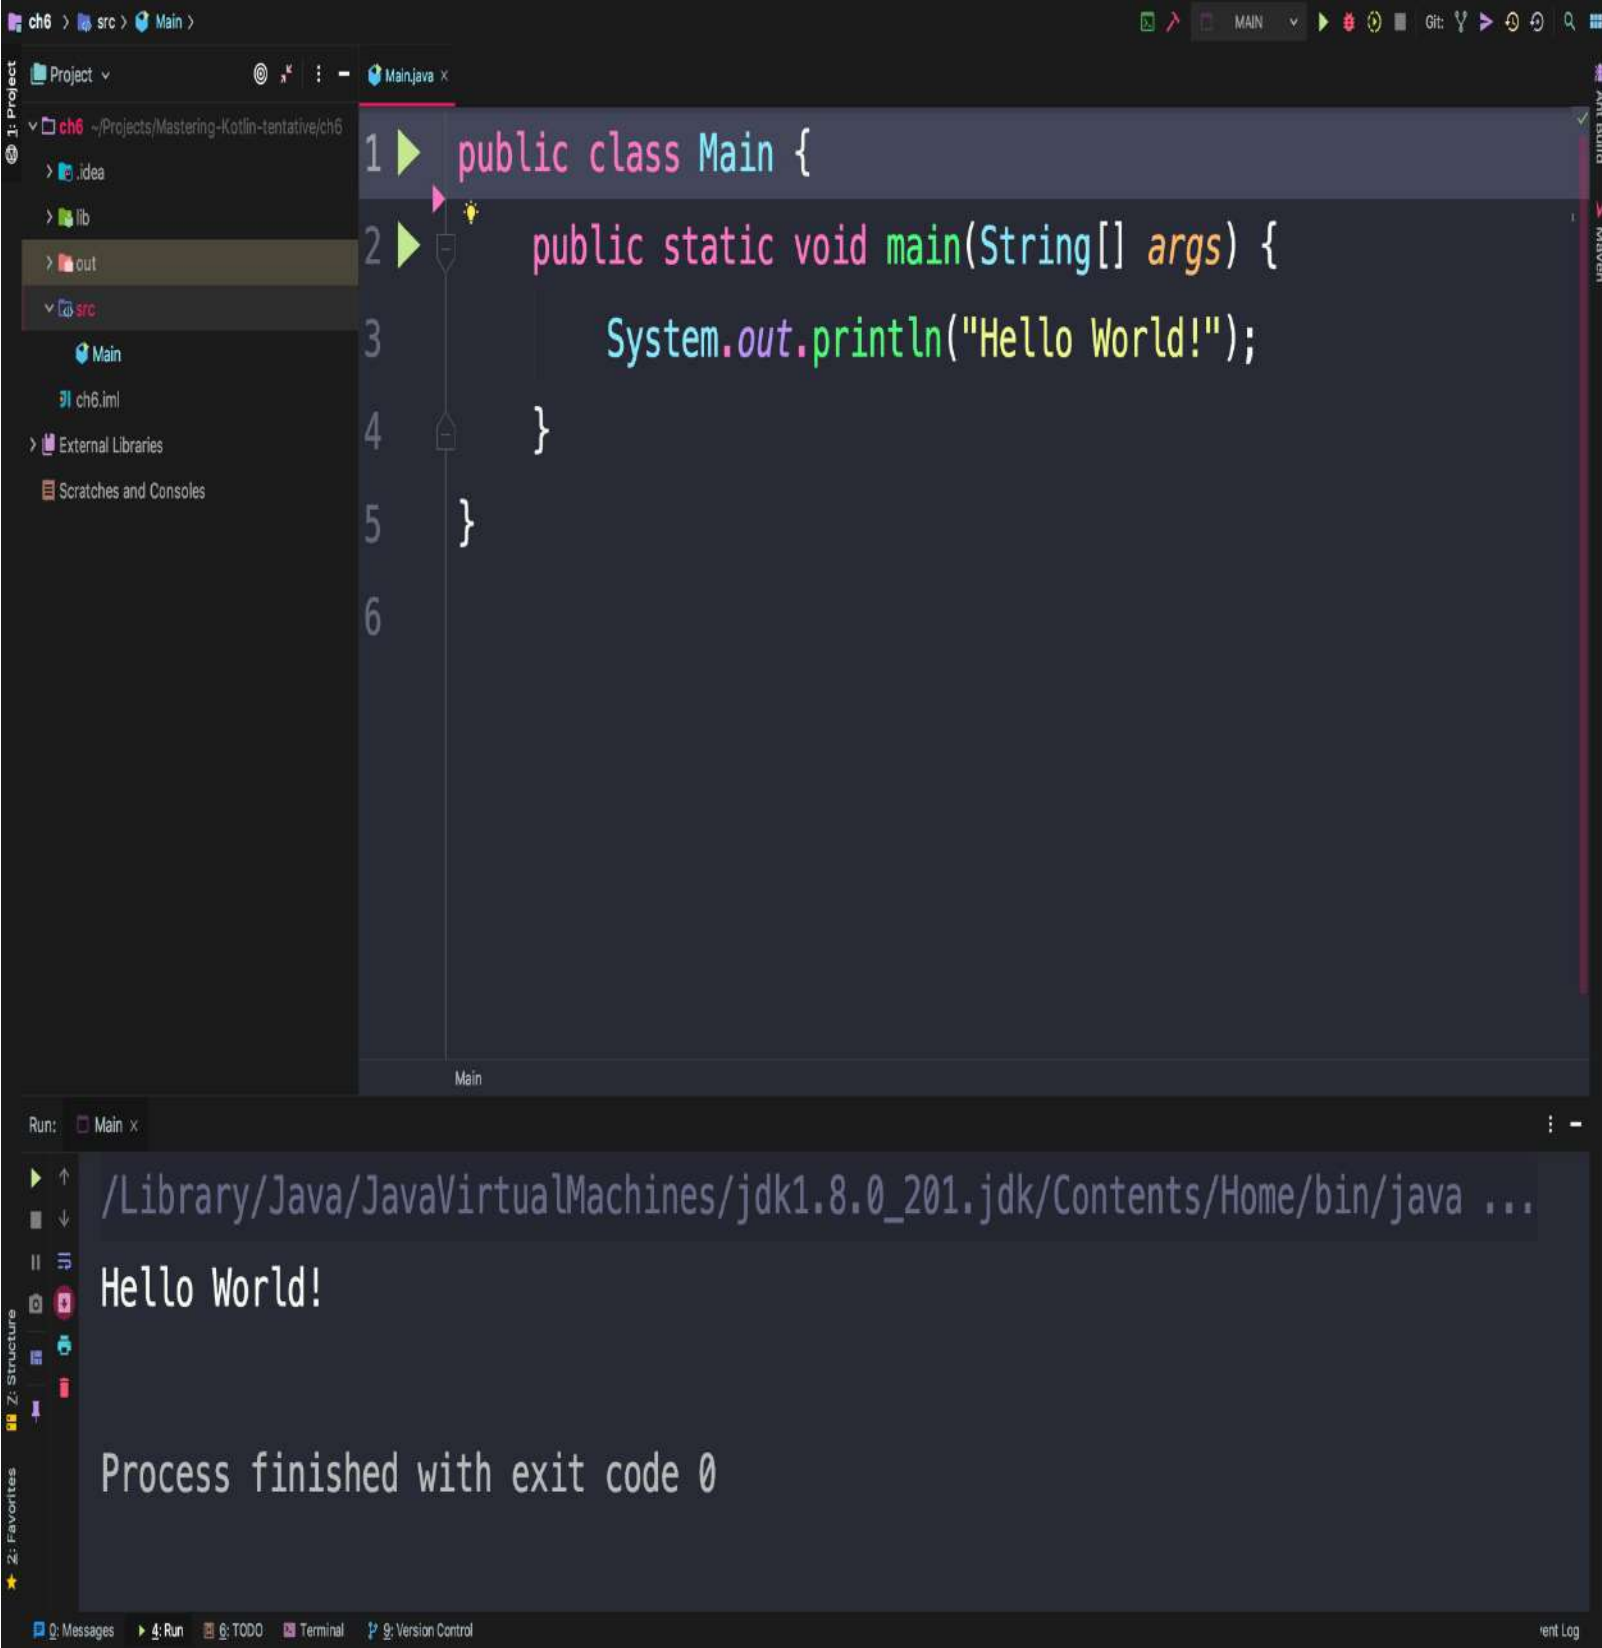 ch6 > src > Main >
MAIN
Git:
1: Project
Project
Main.java ×
Ant Build
Maven
ch6 ~/Projects/Mastering-Kotlin-tentative/ch6
.idea
lib
out
src
Main
ch6.iml
External Libraries
Scratches and Consoles
1 public class Main {
2 public static void main(String[] args) {
3 System.out.println("Hello World!");
4 }
5 }
6
Main
Run: Main ×
/Library/Java/JavaVirtualMachines/jdk1.8.0_201.jdk/Contents/Home/bin/java ...
Hello World!
Process finished with exit code 0
Z: Structure
2: Favorites
0: Messages 4: Run 6: TODO Terminal 9: Version Control
Log